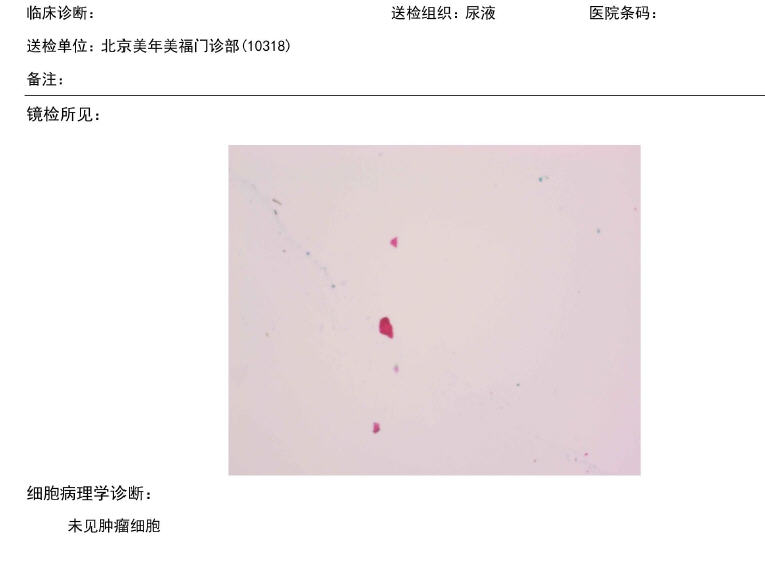 临床诊断： 送检组织：尿液 医院条码：
送检单位：北京美年美福门诊部(10318)
备注：
镜检所见：
细胞病理学诊断：
未见肿瘤细胞